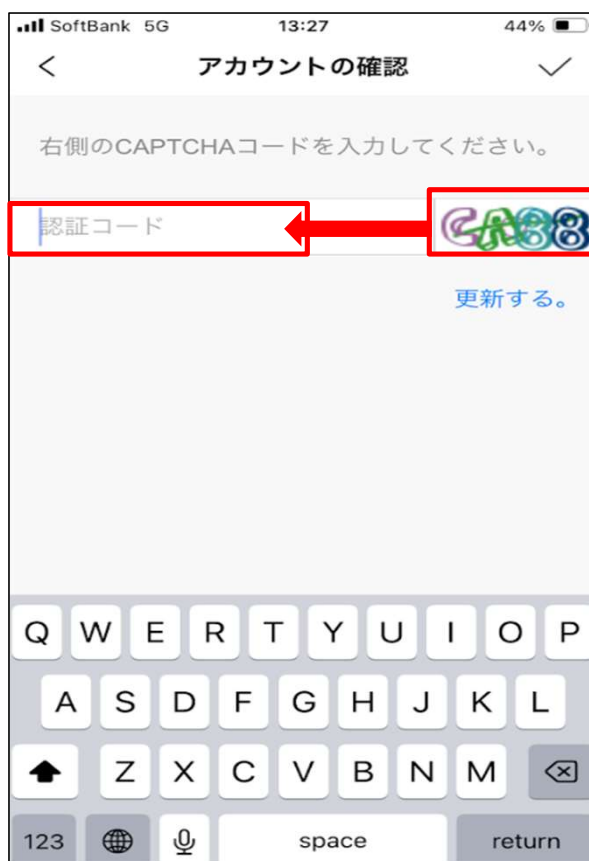 SoftBank 5G 13:27 44%
アカウントの確認
右側のCAPTCHAコードを入力してください。
認証コード CA88
更新する。
Q W E R T Y U I O P
A S D F G H J K L
Z X C V B N M
123 space return